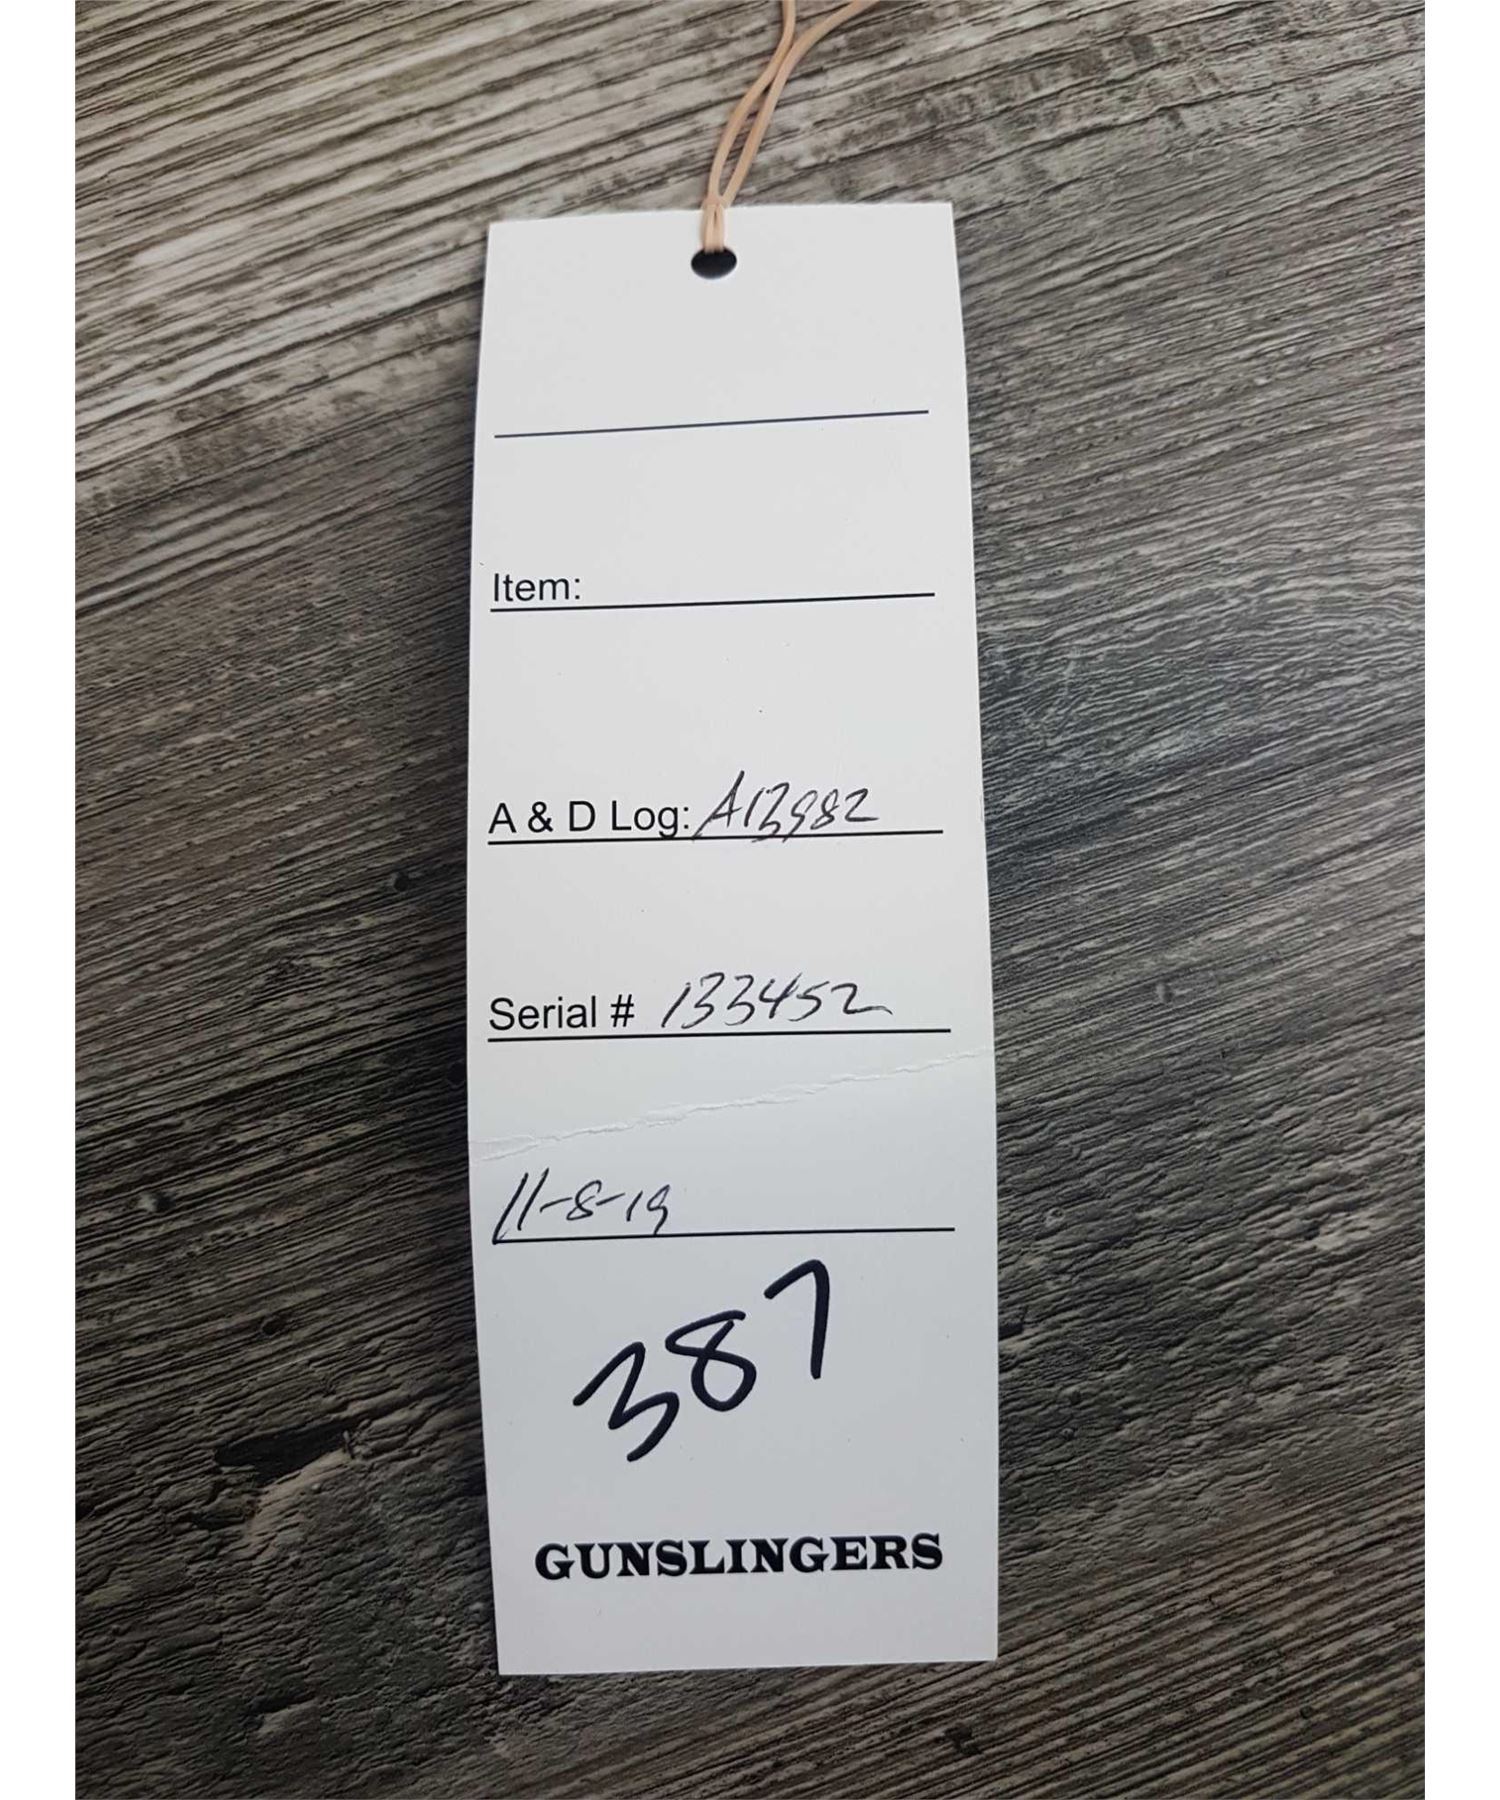 Item:
A & D Log: A13982
Serial # 133452
11-8-19
387
GUNSLINGERS